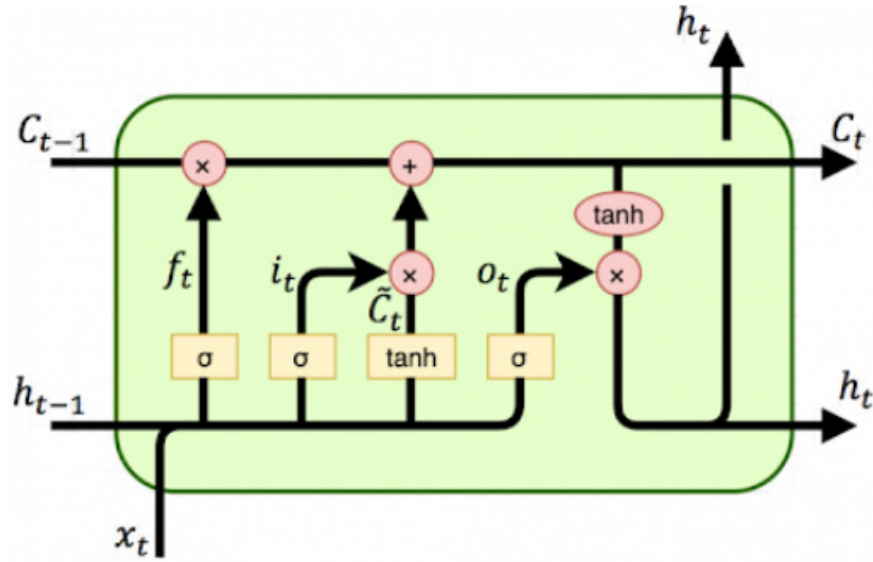 h_t
C_{t-1} × + C_t
tanh
f_t i_t × o_t ×
C̃_t
σ σ tanh σ
h_{t-1} h_t
x_t